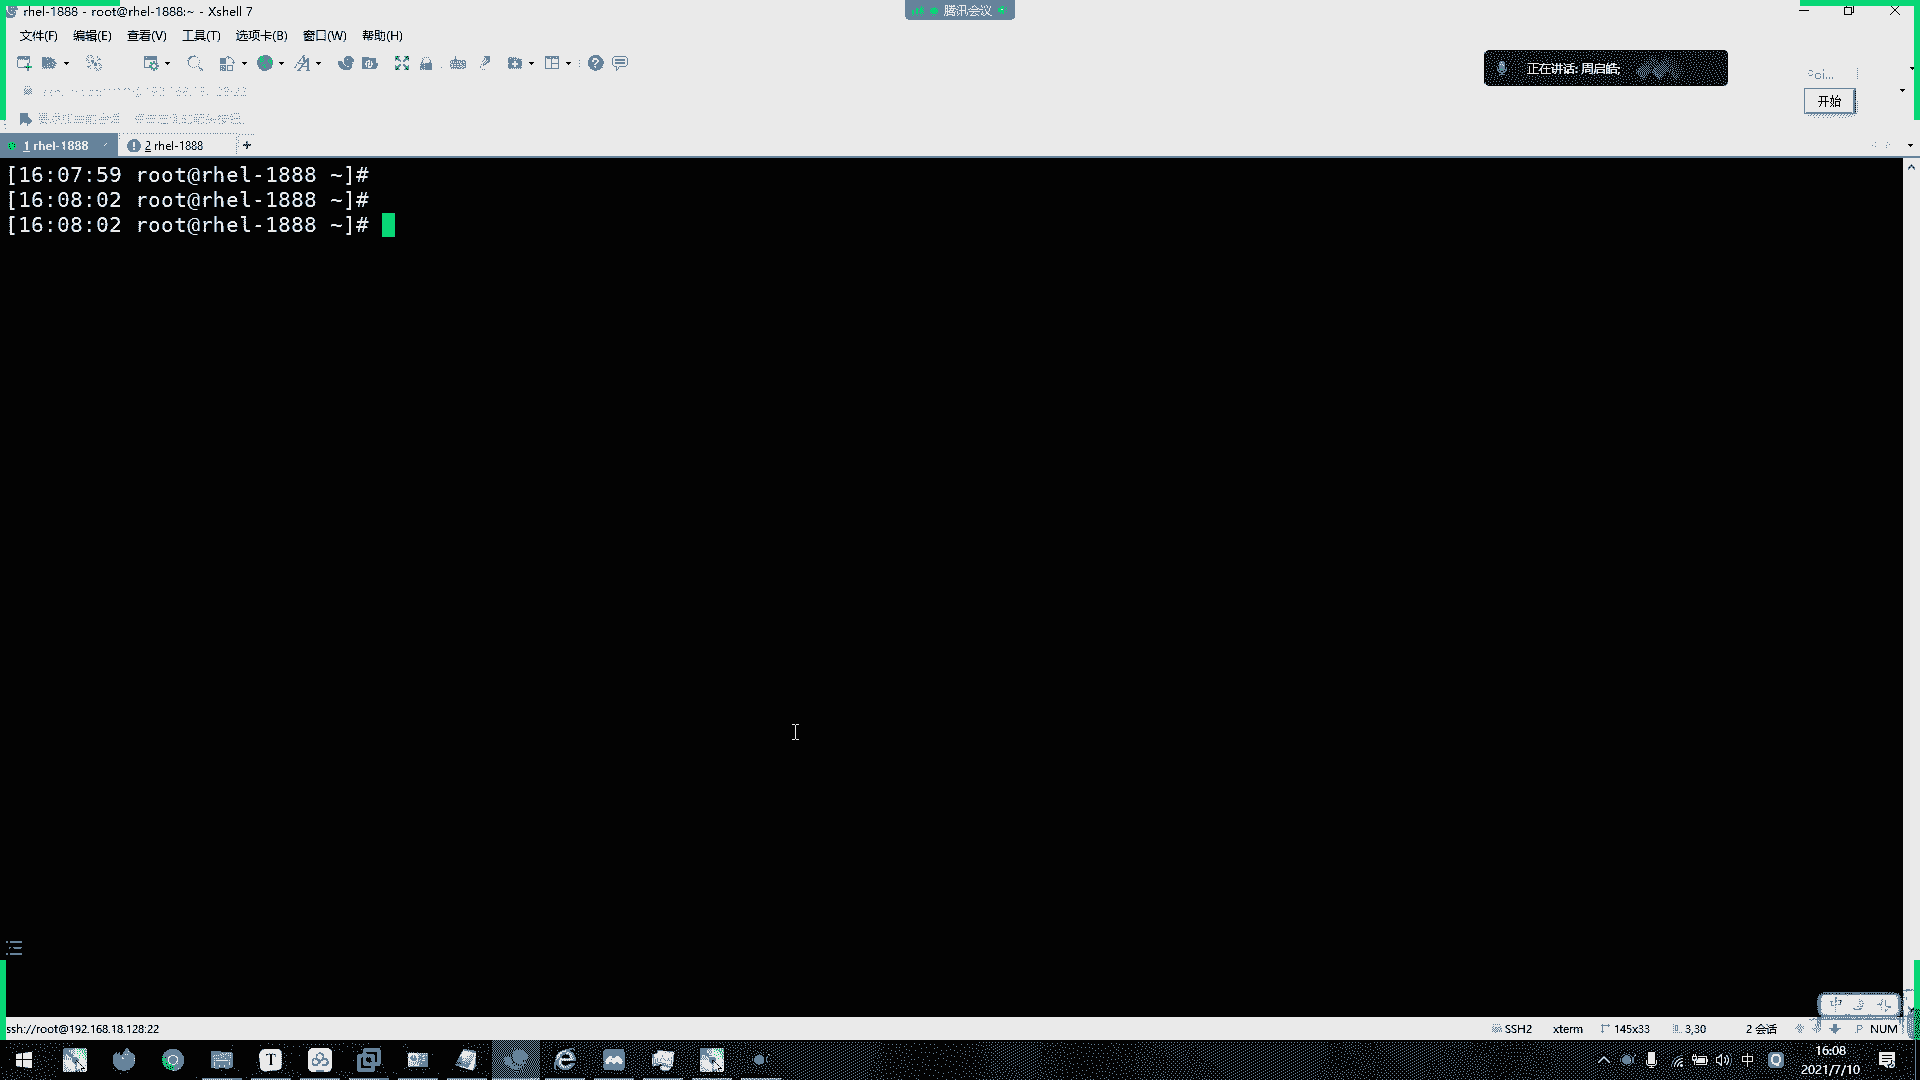 rhel-1888 - root@rhel-1888:~ - Xshell 7
腾讯会议
文件(F) 编辑(E) 查看(V) 工具(T) 选项卡(B) 窗口(W) 帮助(H)
正在讲话: 周启皓;
开始
1 rhel-1888
2 rhel-1888
[16:07:59 root@rhel-1888 ~]#
[16:08:02 root@rhel-1888 ~]#
[16:08:02 root@rhel-1888 ~]#
ssh://root@192.168.18.128:22
SSH2 xterm 145x33 3,30 2 会话 NUM
中
16:08
2021/7/10